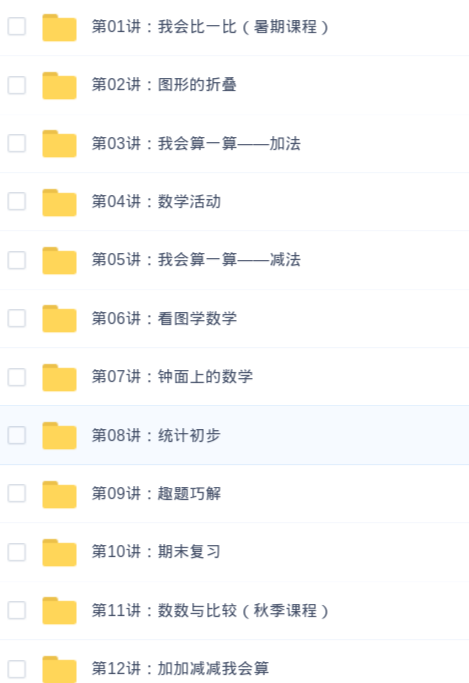 第01讲：我会比一比（暑期课程）
第02讲：图形的折叠
第03讲：我会算一算——加法
第04讲：数学活动
第05讲：我会算一算——减法
第06讲：看图学数学
第07讲：钟面上的数学
第08讲：统计初步
第09讲：趣题巧解
第10讲：期末复习
第11讲：数数与比较（秋季课程）
第12讲：加加减减我会算